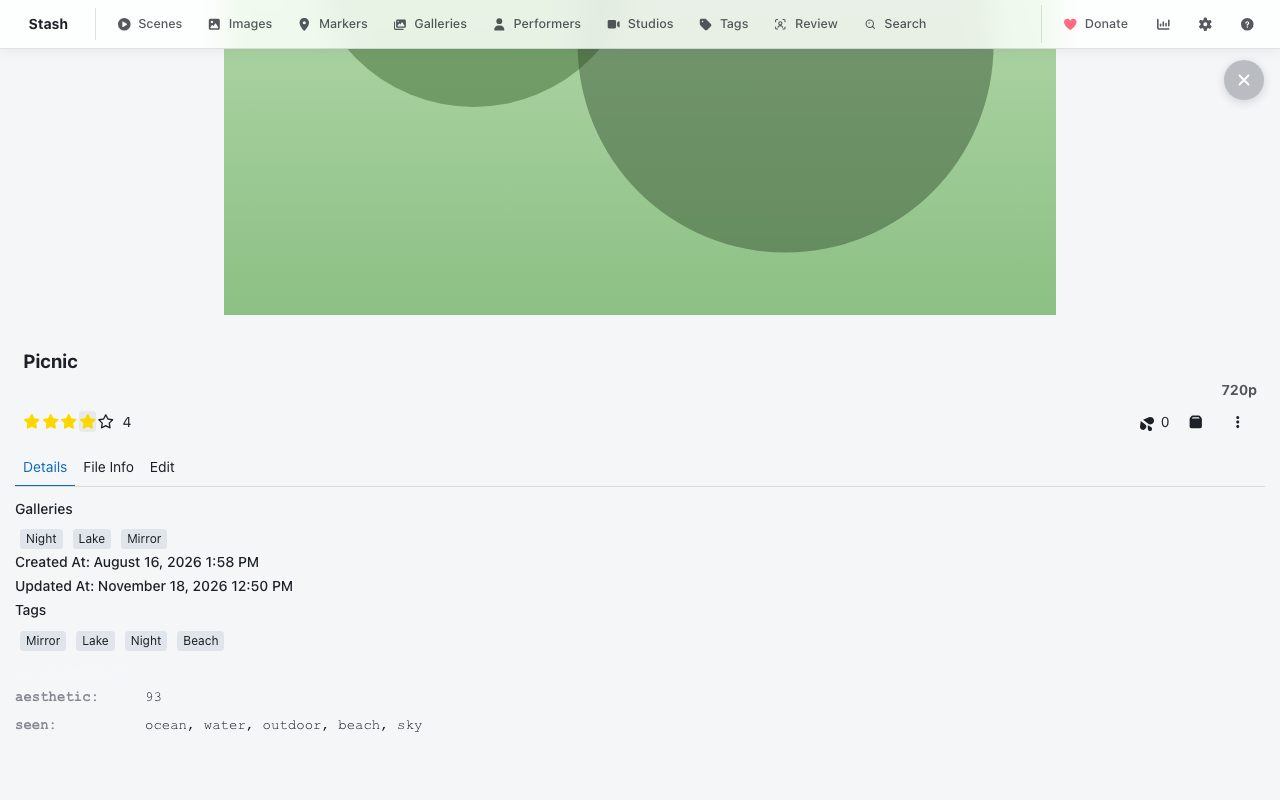 Stash Scenes Images Markers Galleries Performers Studios Tags Review Search Donate
Picnic
720p
4 0
Details File Info Edit
Galleries
Night Lake Mirror
Created At: August 16, 2026 1:58 PM
Updated At: November 18, 2026 12:50 PM
Tags
Mirror Lake Night Beach
aesthetic: 93
seen: ocean, water, outdoor, beach, sky